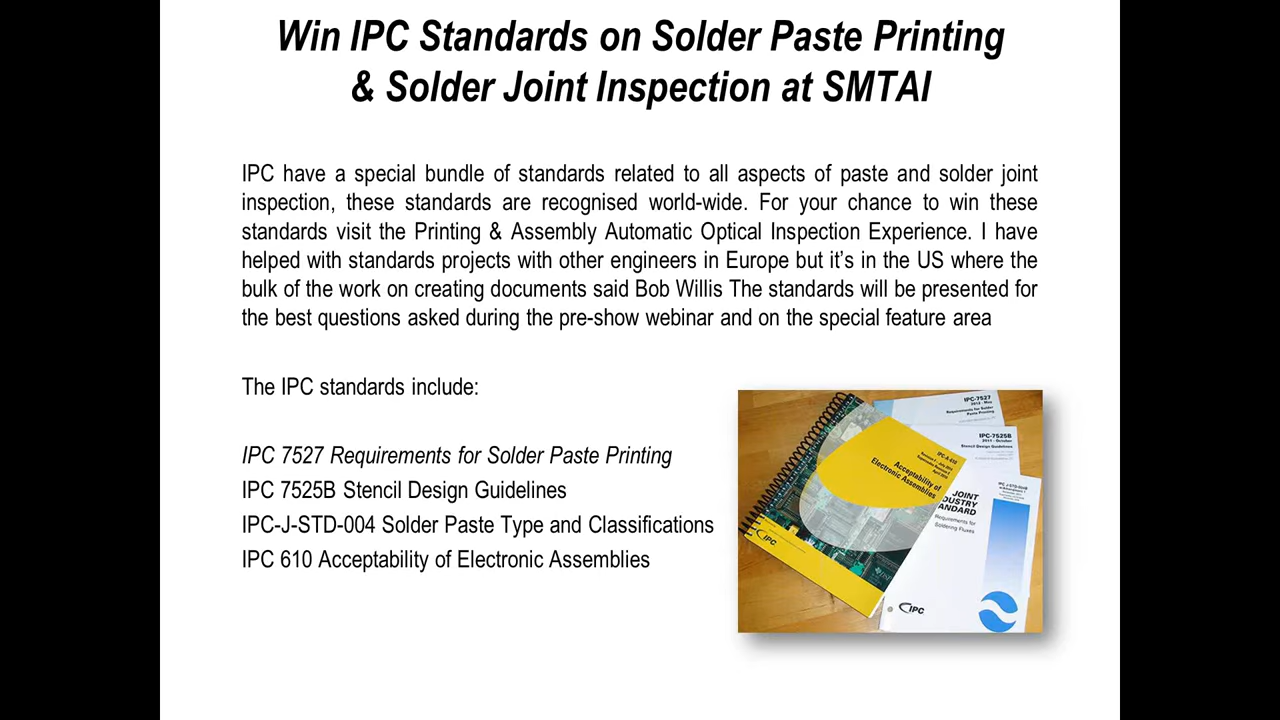 Win IPC Standards on Solder Paste Printing
& Solder Joint Inspection at SMTAI
IPC have a special bundle of standards related to all aspects of paste and solder joint
inspection, these standards are recognised world-wide. For your chance to win these
standards visit the Printing & Assembly Automatic Optical Inspection Experience. I have
helped with standards projects with other engineers in Europe but it's in the US where the
bulk of the work on creating documents said Bob Willis The standards will be presented for
the best questions asked during the pre-show webinar and on the special feature area
The IPC standards include:
IPC 7527 Requirements for Solder Paste Printing
IPC 7525B Stencil Design Guidelines
IPC-J-STD-004 Solder Paste Type and Classifications
IPC 610 Acceptability of Electronic Assemblies
IPC-7527
Requirements for Solder
Paste Printing
IPC-7525B
2011 - October
Stencil Design Guidelines
IPC-A-610
Acceptability of
Electronic Assemblies
JOINT
USTRY
ANDARD
Requirements for
Soldering Fluxes
IPC
IPC